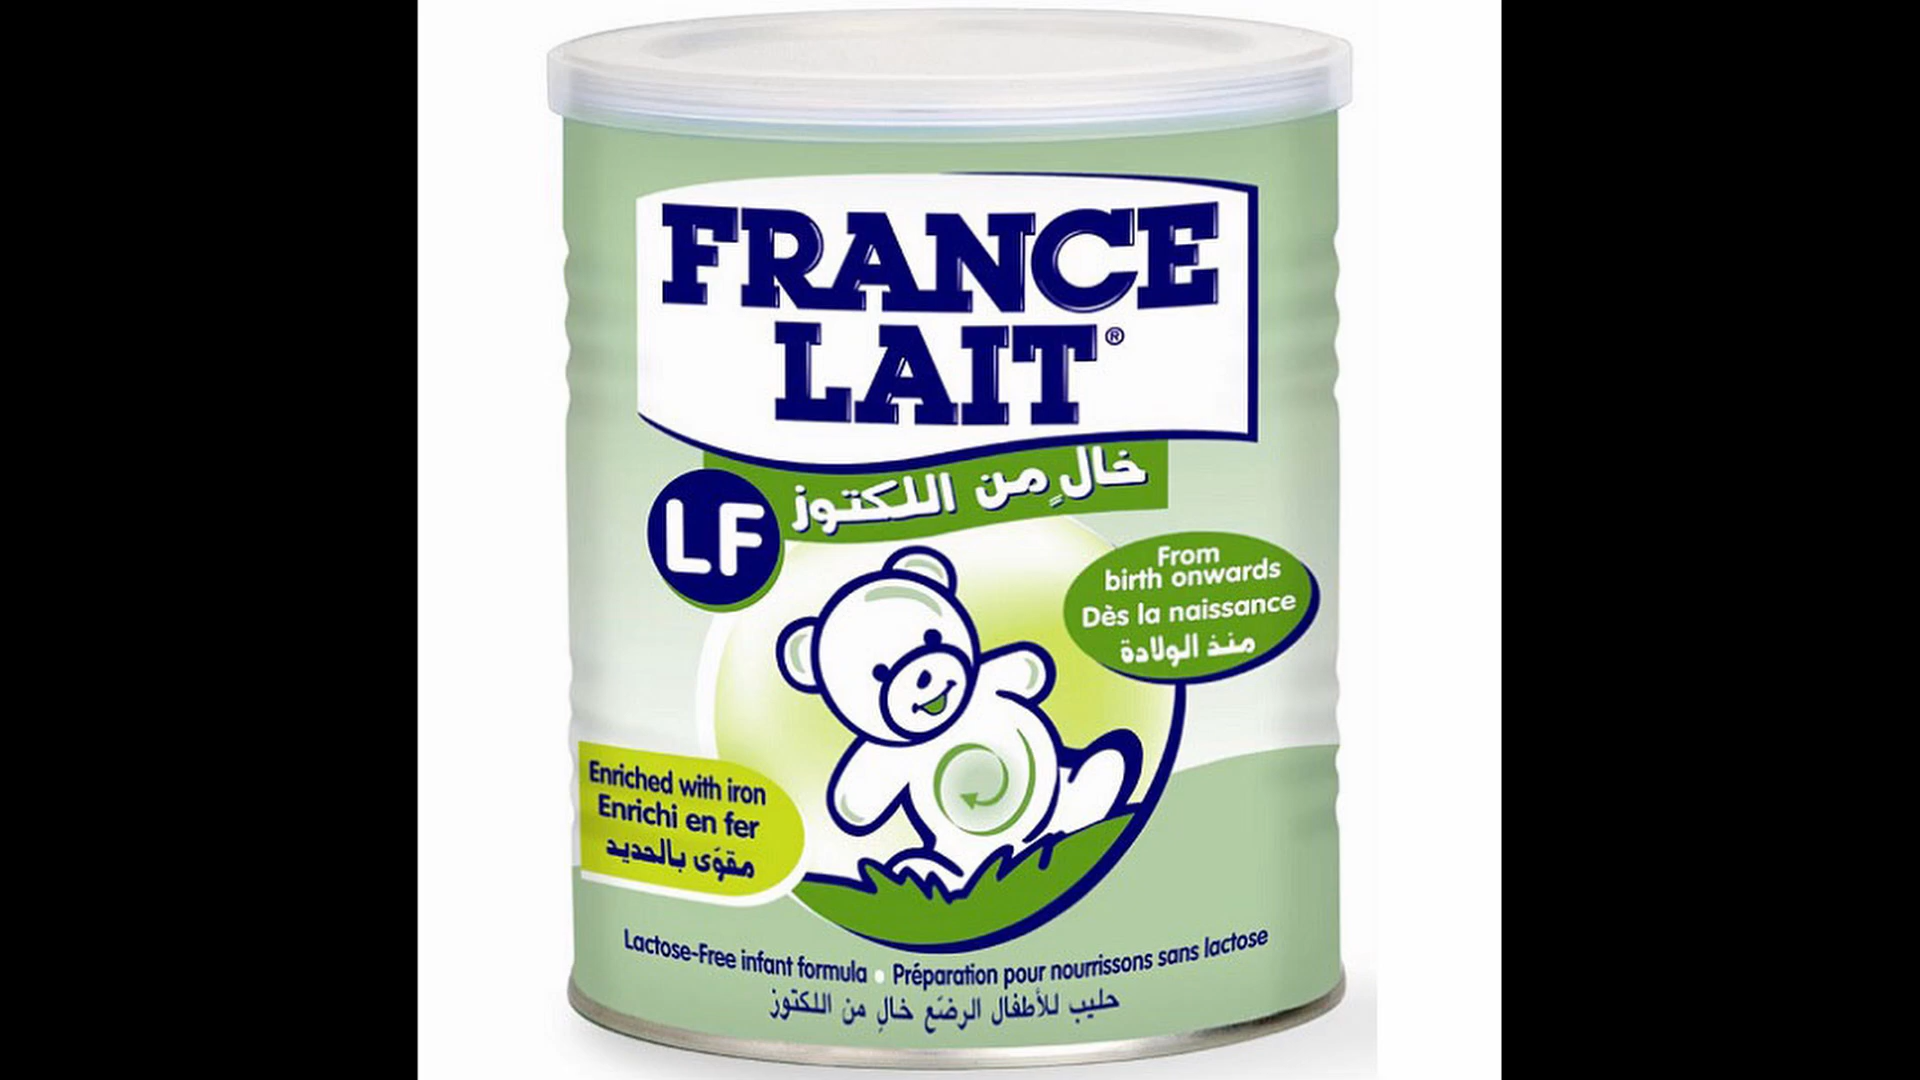 FRANCE
LAIT®
خالٍ من اللكتوز
LF
From
birth onwards
Dès la naissance
منذ الولادة
Enriched with iron
Enrichi en fer
مقوّى بالحديد
Lactose-Free infant formula • Préparation pour nourrissons sans lactose
حليب للأطفال الرضّع خالٍ من اللكتوز